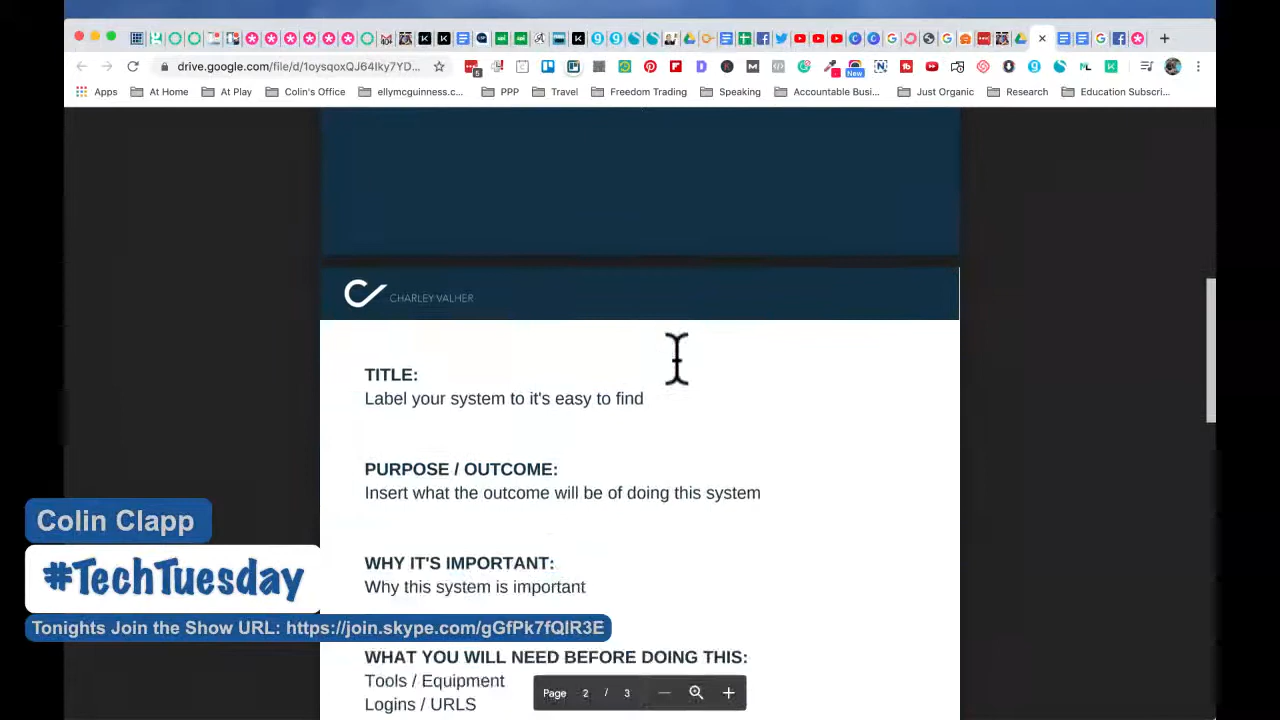 drive.google.com/file/d/1oysqoxQJ64Iky7YD...
5
New
Apps
At Home
At Play
Colin's Office
ellymcguinness.c...
PPP
Travel
Freedom Trading
Speaking
Accountable Busi...
Just Organic
Research
Education Subscri...
CHARLEY VALHER
TITLE:
Label your system to it's easy to find
PURPOSE / OUTCOME:
Insert what the outcome will be of doing this system
WHY IT'S IMPORTANT:
Why this system is important
WHAT YOU WILL NEED BEFORE DOING THIS:
Tools / Equipment
Logins / URLS
Page 2 / 3
Colin Clapp
#TechTuesday
Tonights Join the Show URL: https://join.skype.com/gGfPk7fQIR3E